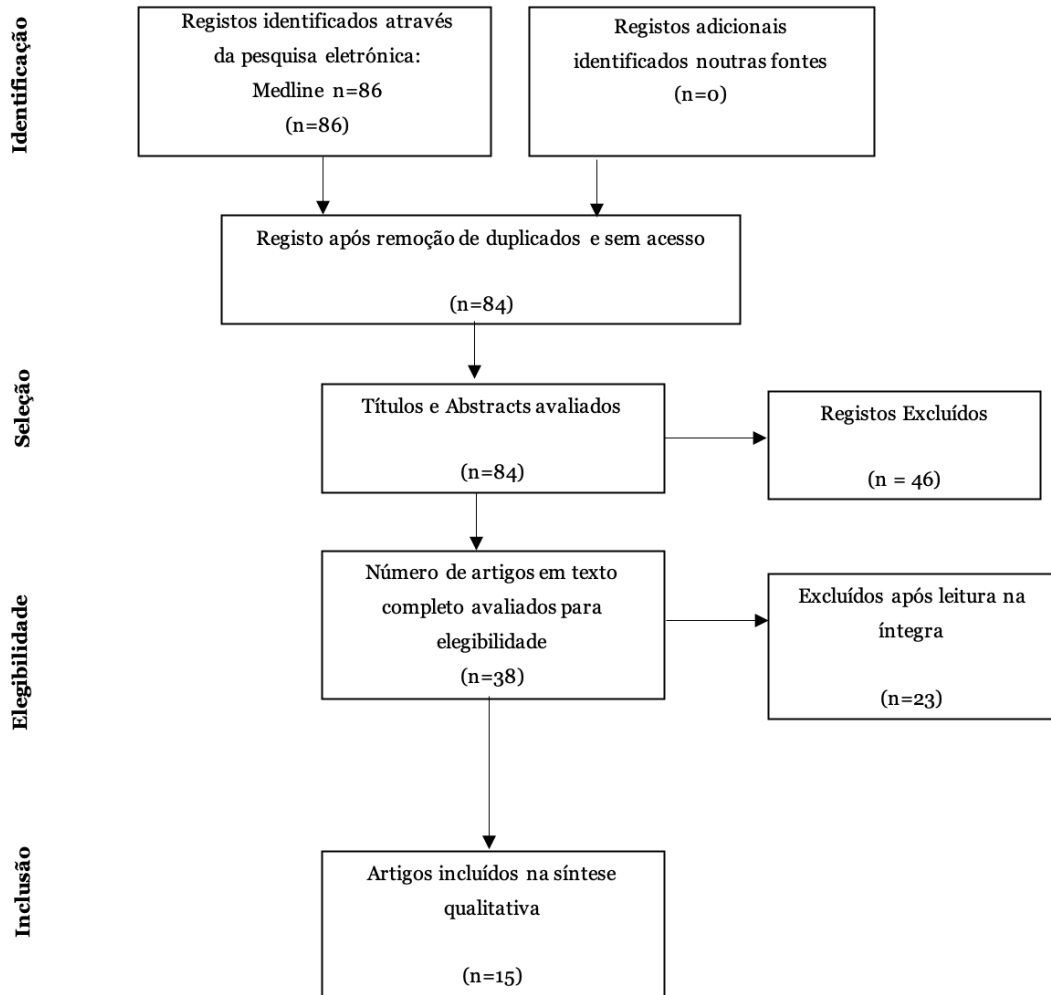 Identificação
Registos identificados através
da pesquisa eletrónica:
Medline n=86
(n=86)
Registos adicionais
identificados noutras fontes
(n=0)
Registo após remoção de duplicados e sem acesso
(n=84)
Seleção
Títulos e Abstracts avaliados
(n=84)
Registos Excluídos
(n = 46)
Elegibilidade
Número de artigos em texto
completo avaliados para
elegibilidade
(n=38)
Excluídos após leitura na
íntegra
(n=23)
Inclusão
Artigos incluídos na síntese
qualitativa
(n=15)